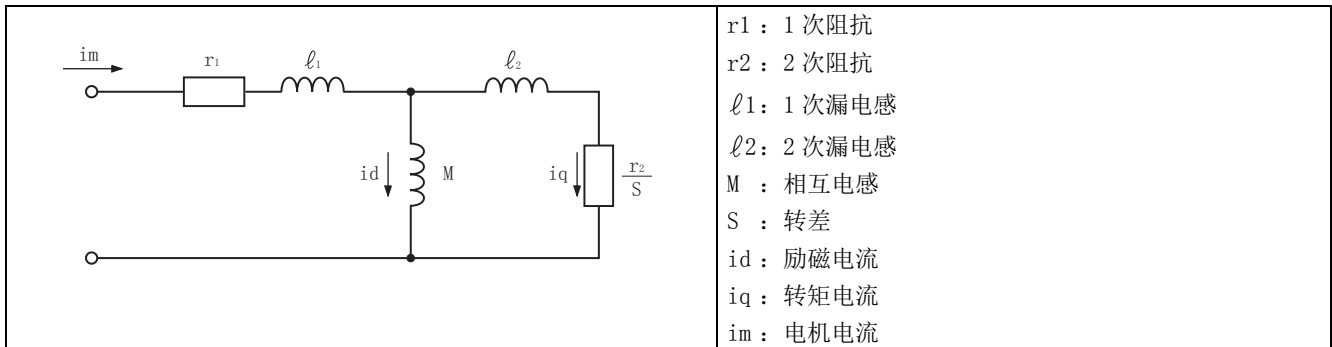 im
r₁
ℓ₁
ℓ₂
id
M
iq
r₂
S
r1：1 次阻抗
r2：2 次阻抗
ℓ1：1 次漏电感
ℓ2：2 次漏电感
M ：相互电感
S ：转差
id：励磁电流
iq：转矩电流
im：电机电流